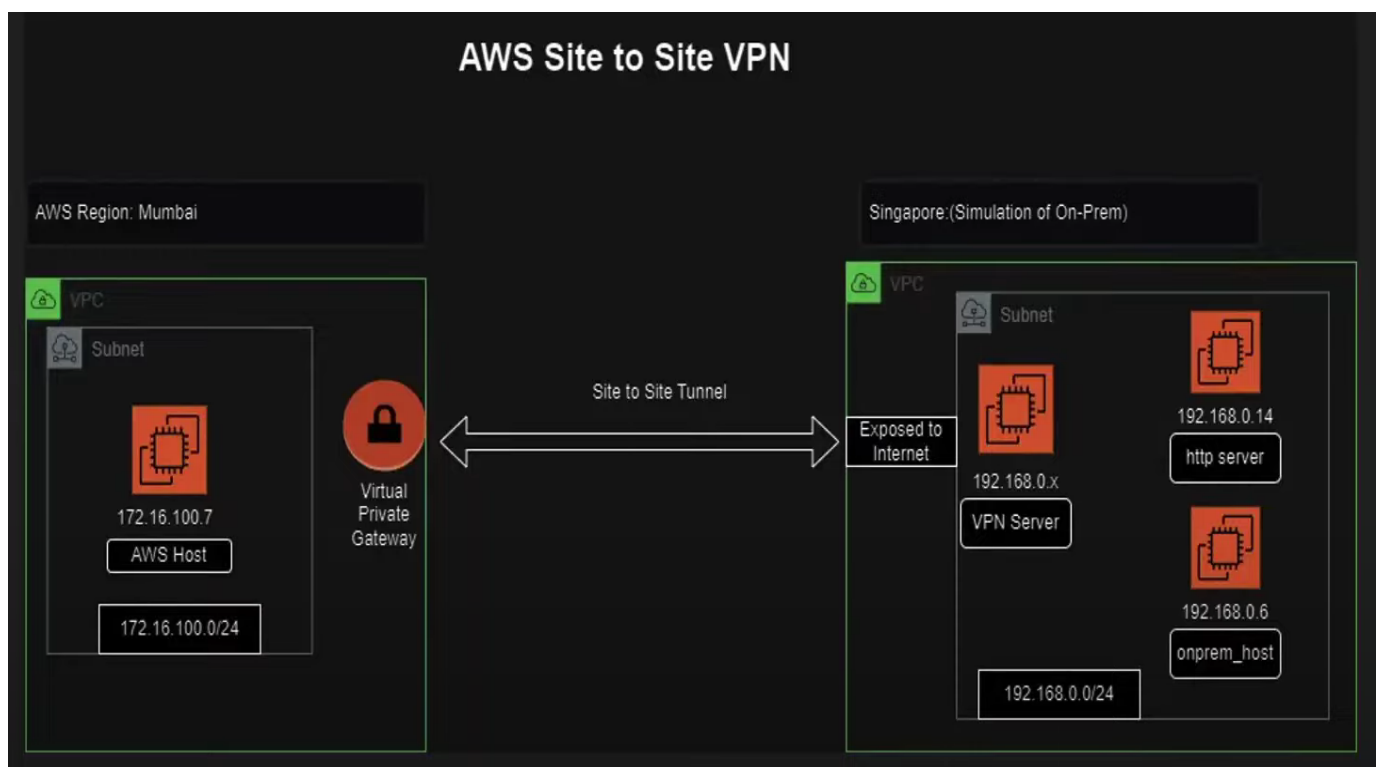 AWS Site to Site VPN
AWS Region: Mumbai
Singapore:(Simulation of On-Prem)
VPC
Subnet
172.16.100.7
AWS Host
172.16.100.0/24
Virtual
Private
Gateway
Site to Site Tunnel
VPC
Exposed to
Internet
Subnet
192.168.0.x
VPN Server
192.168.0.14
http server
192.168.0.6
onprem_host
192.168.0.0/24